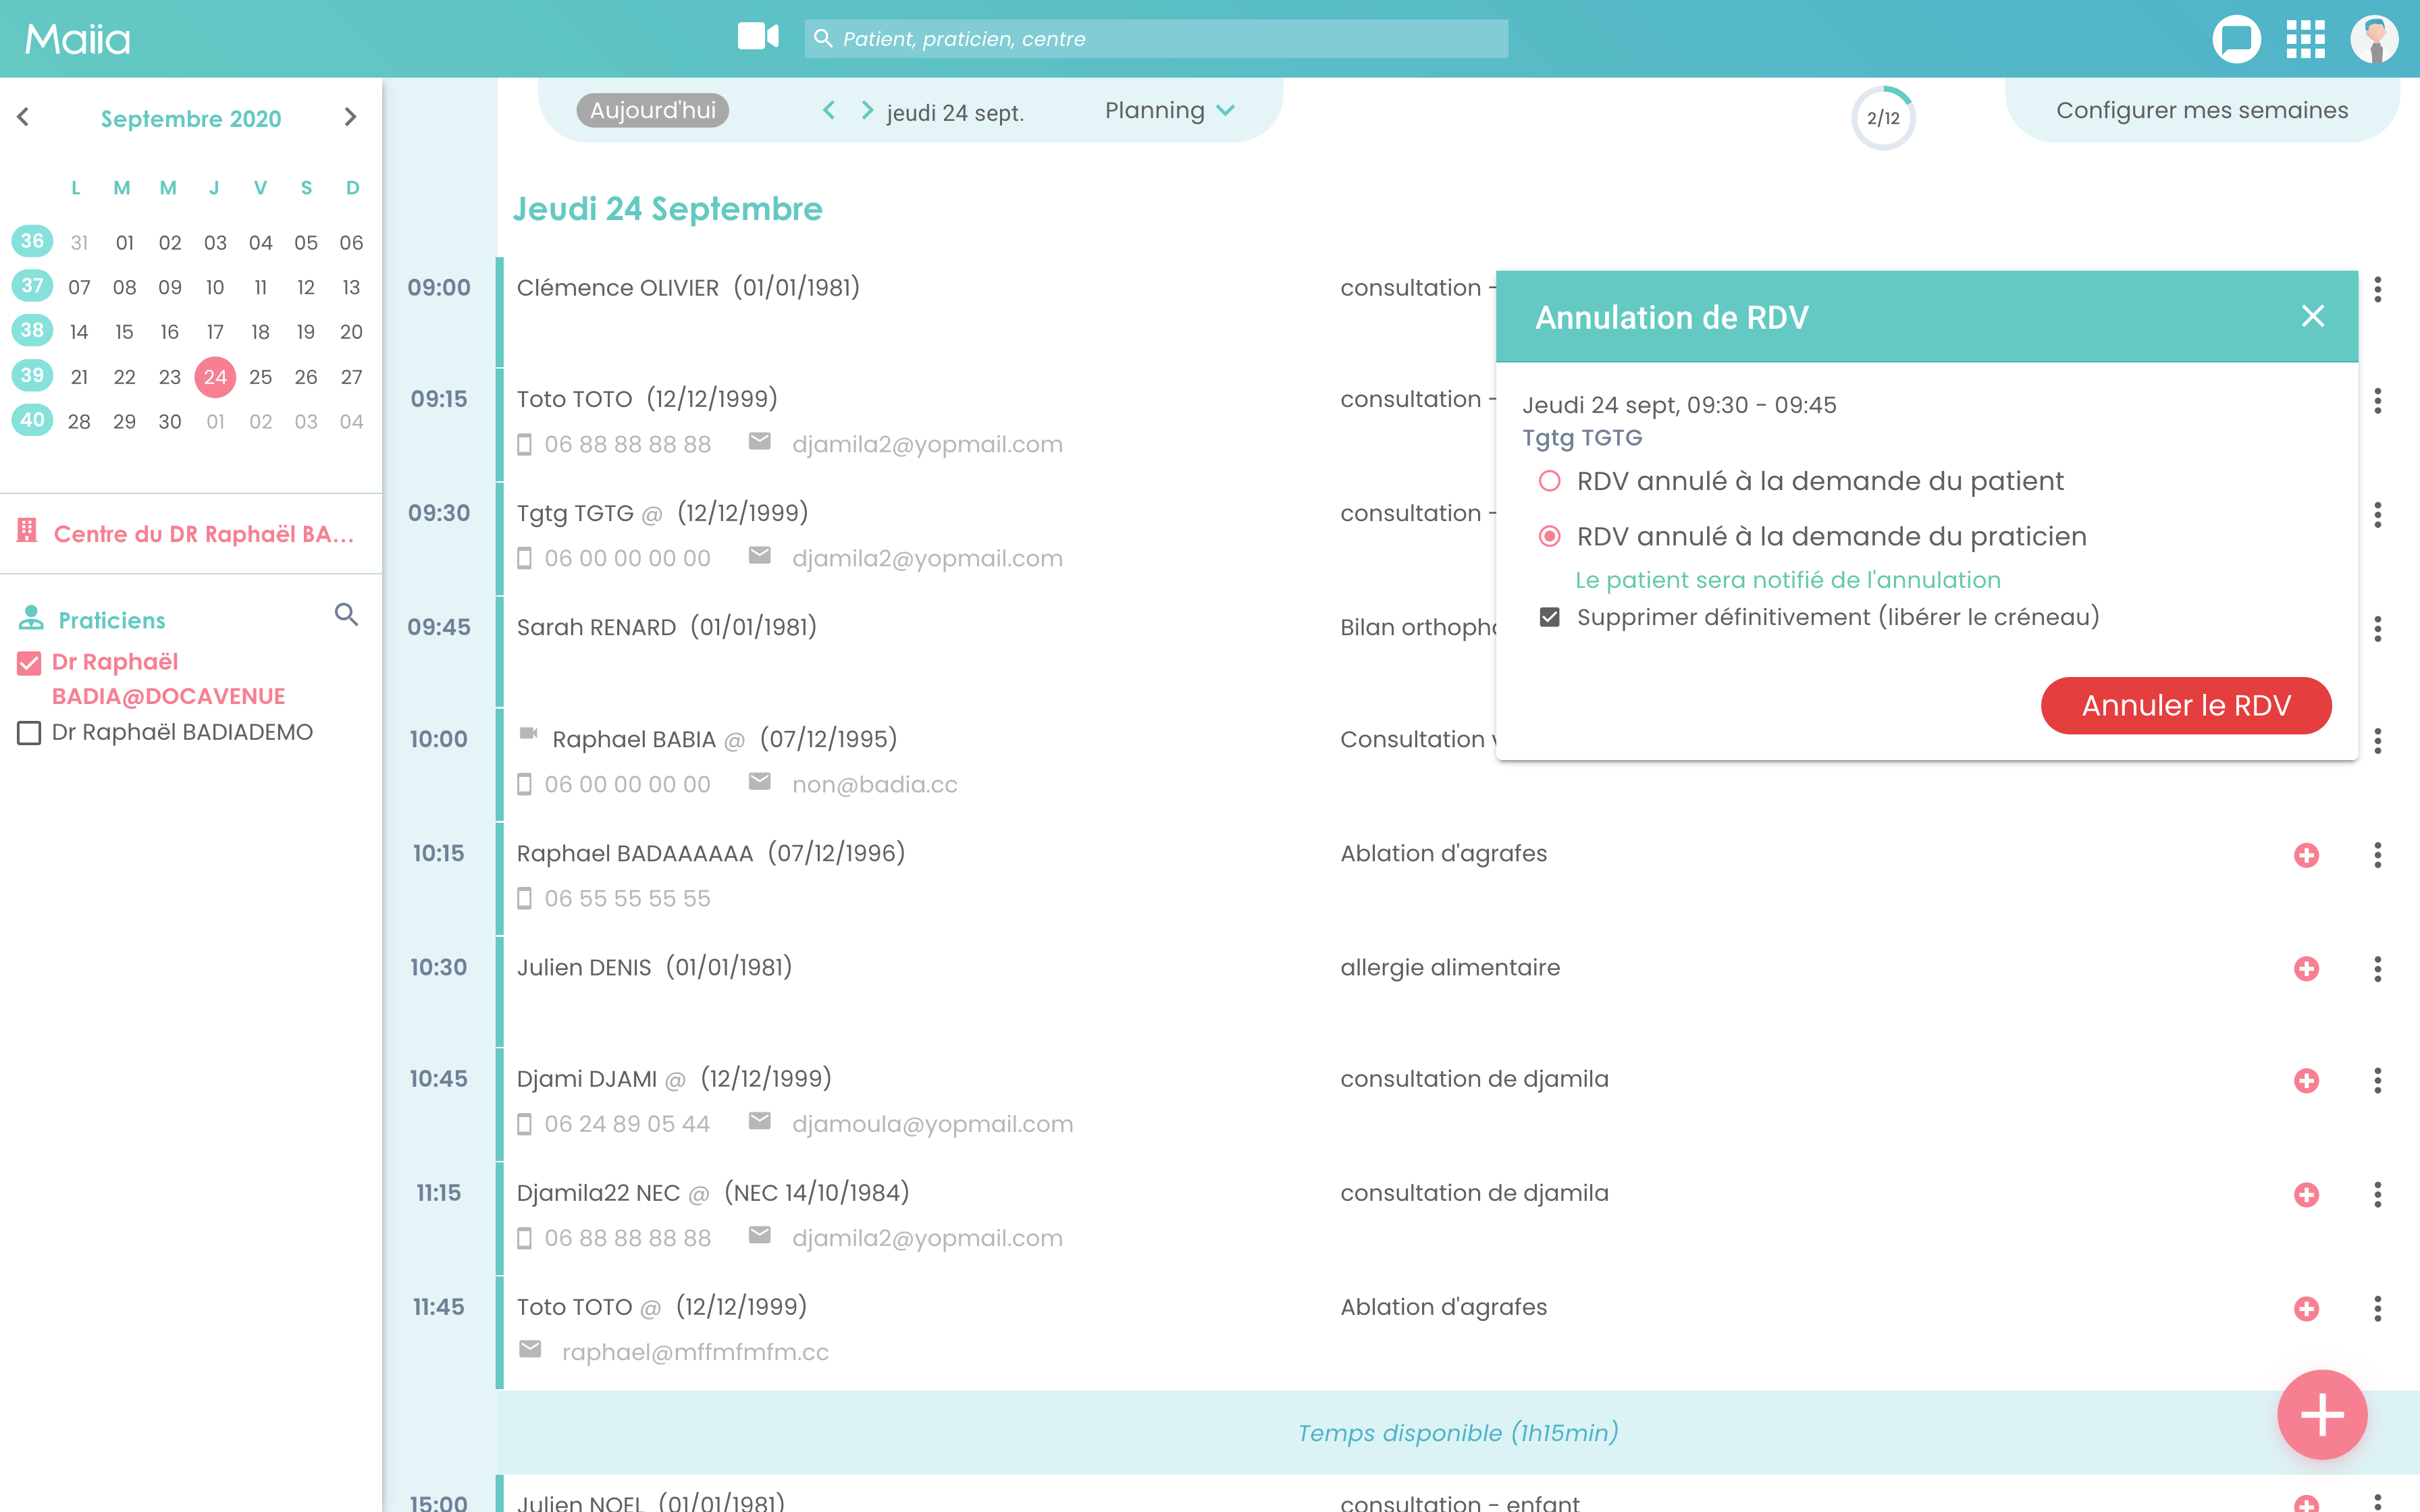 Maiia
Patient, praticien, centre
Septembre 2020
L M M J V S D
36 31 01 02 03 04 05 06
37 07 08 09 10 11 12 13
38 14 15 16 17 18 19 20
39 21 22 23 24 25 26 27
40 28 29 30 01 02 03 04
Centre du DR Raphaël BA...
Praticiens
Dr Raphaël
BADIA@DOCAVENUE
Dr Raphaël BADIADEMO
Aujourd'hui jeudi 24 sept. Planning 2/12 Configurer mes semaines
Jeudi 24 Septembre
09:00 Clémence OLIVIER (01/01/1981) consultation -
09:15 Toto TOTO (12/12/1999) consultation -
06 88 88 88 88 djamila2@yopmail.com
09:30 Tgtg TGTG @ (12/12/1999) consultation -
06 00 00 00 00 djamila2@yopmail.com
09:45 Sarah RENARD (01/01/1981) Bilan orthoph
10:00 Raphael BABIA @ (07/12/1995) Consultation
06 00 00 00 00 non@badia.cc
10:15 Raphael BADAAAAAA (07/12/1996) Ablation d'agrafes
06 55 55 55 55
10:30 Julien DENIS (01/01/1981) allergie alimentaire
10:45 Djami DJAMI @ (12/12/1999) consultation de djamila
06 24 89 05 44 djamoula@yopmail.com
11:15 Djamila22 NEC @ (NEC 14/10/1984) consultation de djamila
06 88 88 88 88 djamila2@yopmail.com
11:45 Toto TOTO @ (12/12/1999) Ablation d'agrafes
raphael@mffmfmfm.cc
Temps disponible (1h15min)
15:00 Julien NOEL (01/01/1981) consultation - enfant
Annulation de RDV
Jeudi 24 sept, 09:30 - 09:45
Tgtg TGTG
RDV annulé à la demande du patient
RDV annulé à la demande du praticien
Le patient sera notifié de l'annulation
Supprimer définitivement (libérer le créneau)
Annuler le RDV